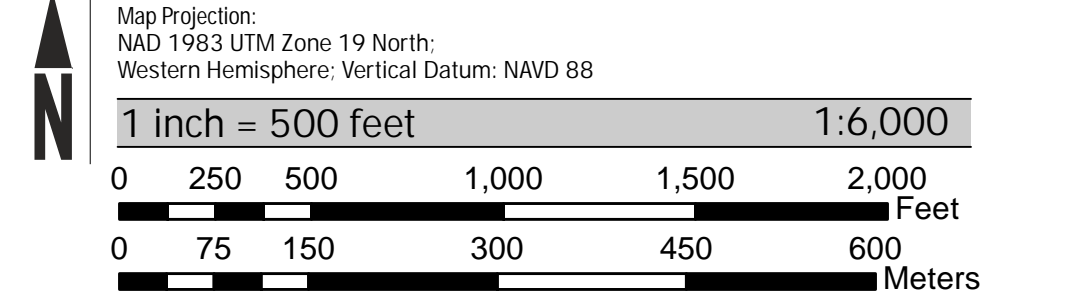 Map Projection:
NAD 1983 UTM Zone 19 North;
Western Hemisphere; Vertical Datum: NAVD 88
N
1 inch = 500 feet 1:6,000
0 250 500 1,000 1,500 2,000
Feet
0 75 150 300 450 600
Meters